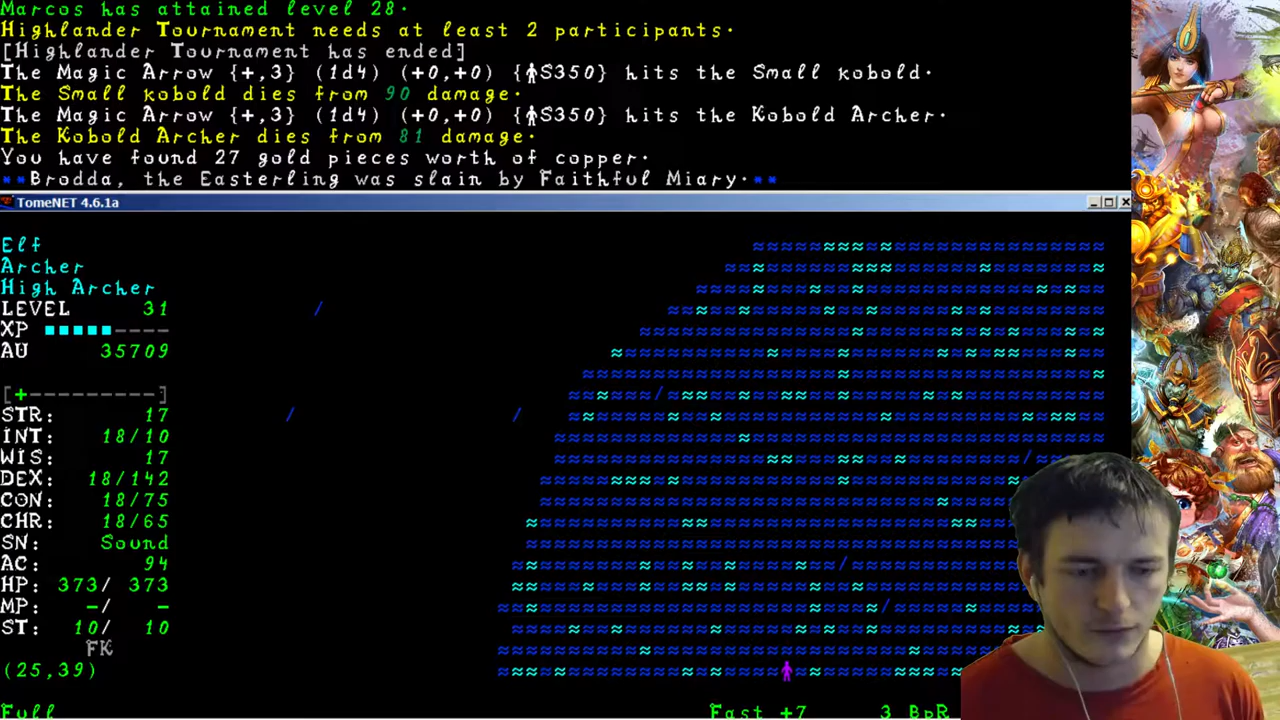 Marcos has attained level 28.
Highlander Tournament needs at least 2 participants.
[Highlander Tournament has ended]
The Magic Arrow {+,3} (1d4) (+0,+0) {S350} hits the Small kobold.
The Small kobold dies from 90 damage.
The Magic Arrow {+,3} (1d4) (+0,+0) {S350} hits the Kobold Archer.
The Kobold Archer dies from 81 damage.
You have found 27 gold pieces worth of copper.
**Brodda, the Easterling was slain by Faithful Miary.**
TomeNET 4.6.1a
Elf
Archer
High Archer
LEVEL 31
XP
AU 35709
[+----------]
STR: 17
INT: 18/10
WIS: 17
DEX: 18/142
CON: 18/75
CHR: 18/65
SN: Sound
AC: 94
HP: 373/ 373
MP: -/ -
ST: 10/ 10
FK
(25,39)
Full Fast +7 3 BpR